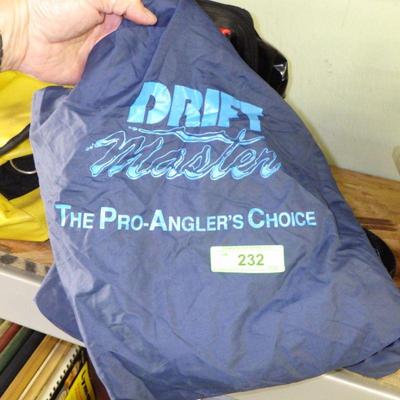 DRIFT
Master
THE PRO-ANGLER'S CHOICE
232